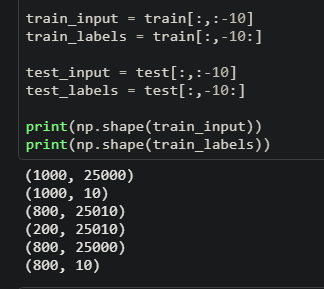 train_input = train[:,:-10]
train_labels = train[:,-10:]
test_input = test[:,:-10]
test_labels = test[:,-10:]
print(np.shape(train_input))
print(np.shape(train_labels))
(1000, 25000)
(1000, 10)
(800, 25010)
(200, 25010)
(800, 25000)
(800, 10)